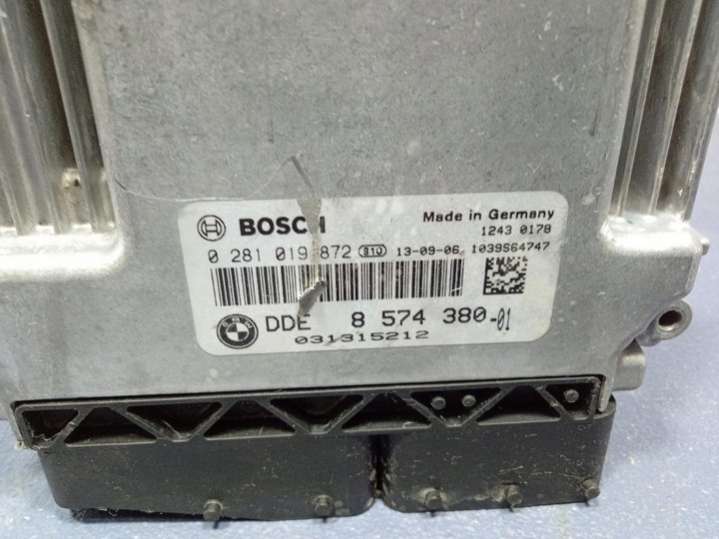 BOSCH Made in Germany
1243 0178
0 281 019 872 S10 13-09-06 1039S64747
DDE 8 574 380-01
031315212